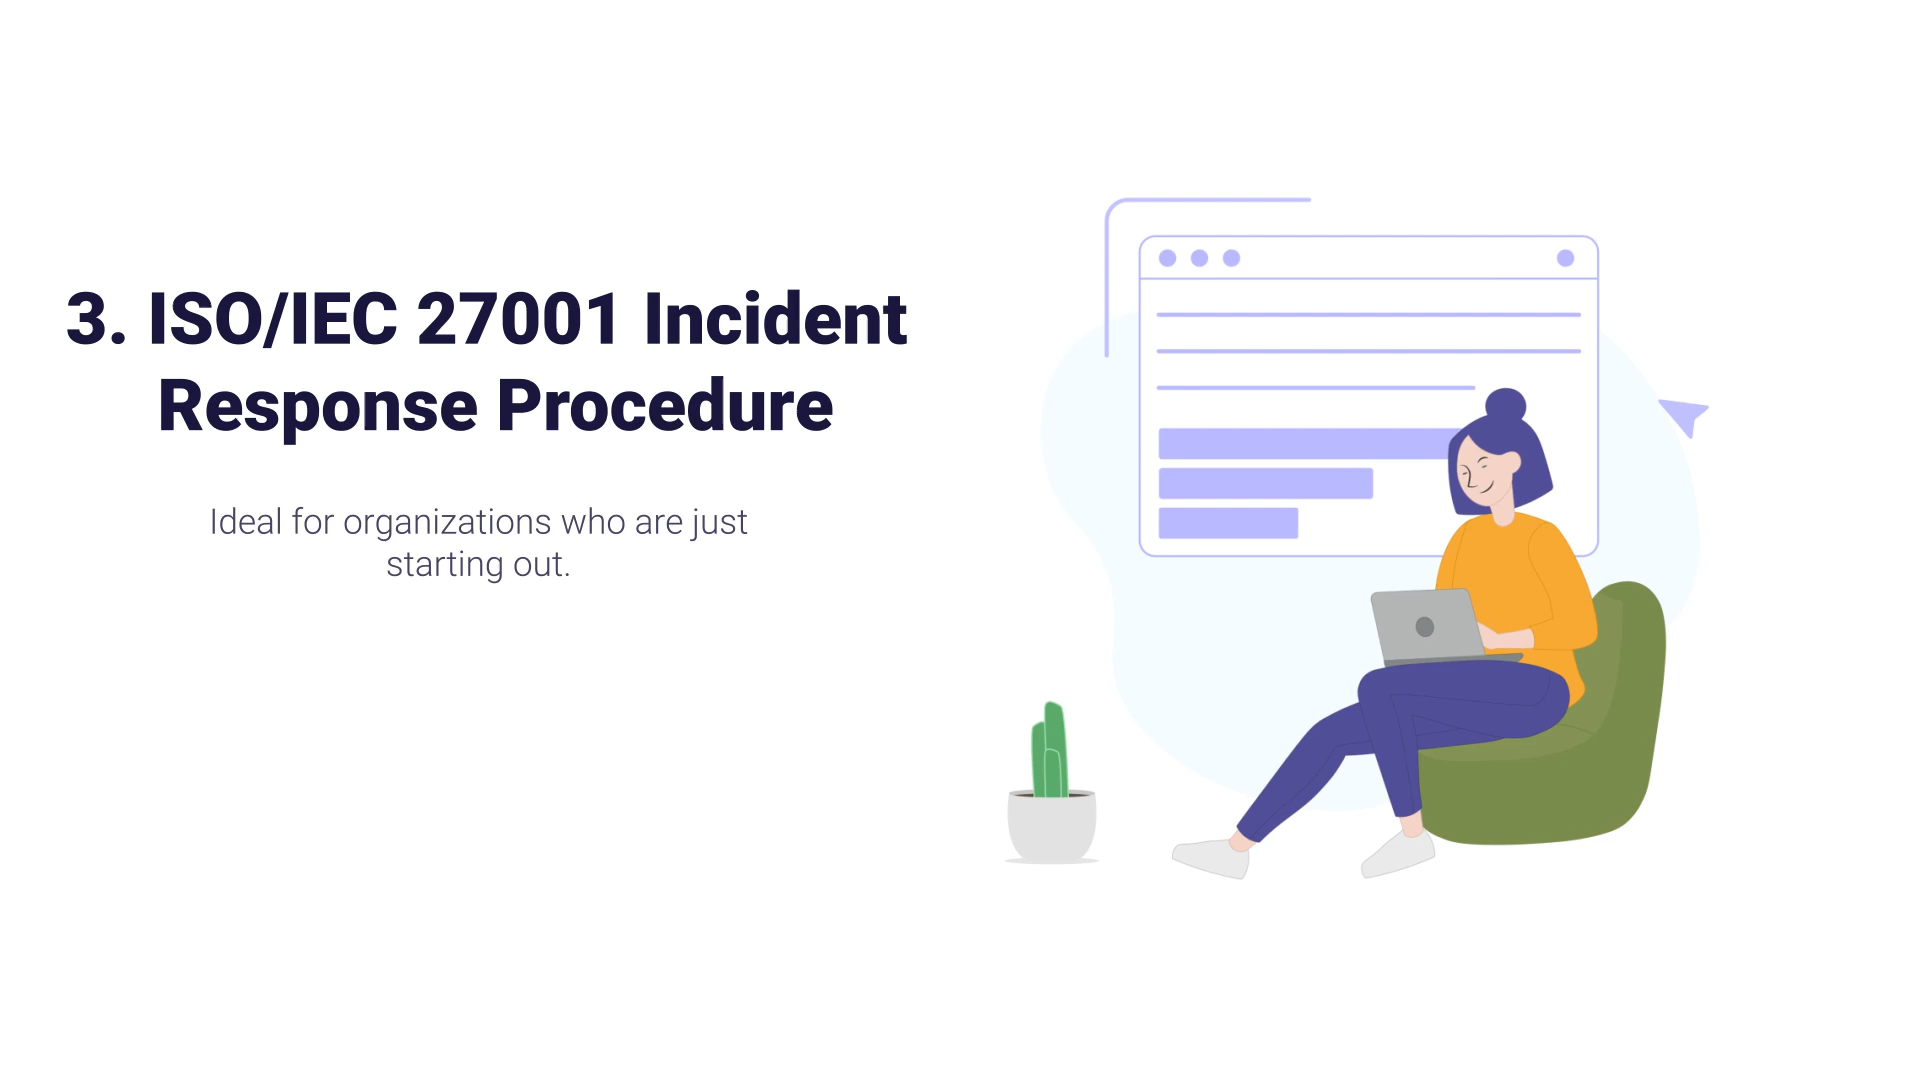 3. ISO/IEC 27001 Incident
Response Procedure
Ideal for organizations who are just
starting out.